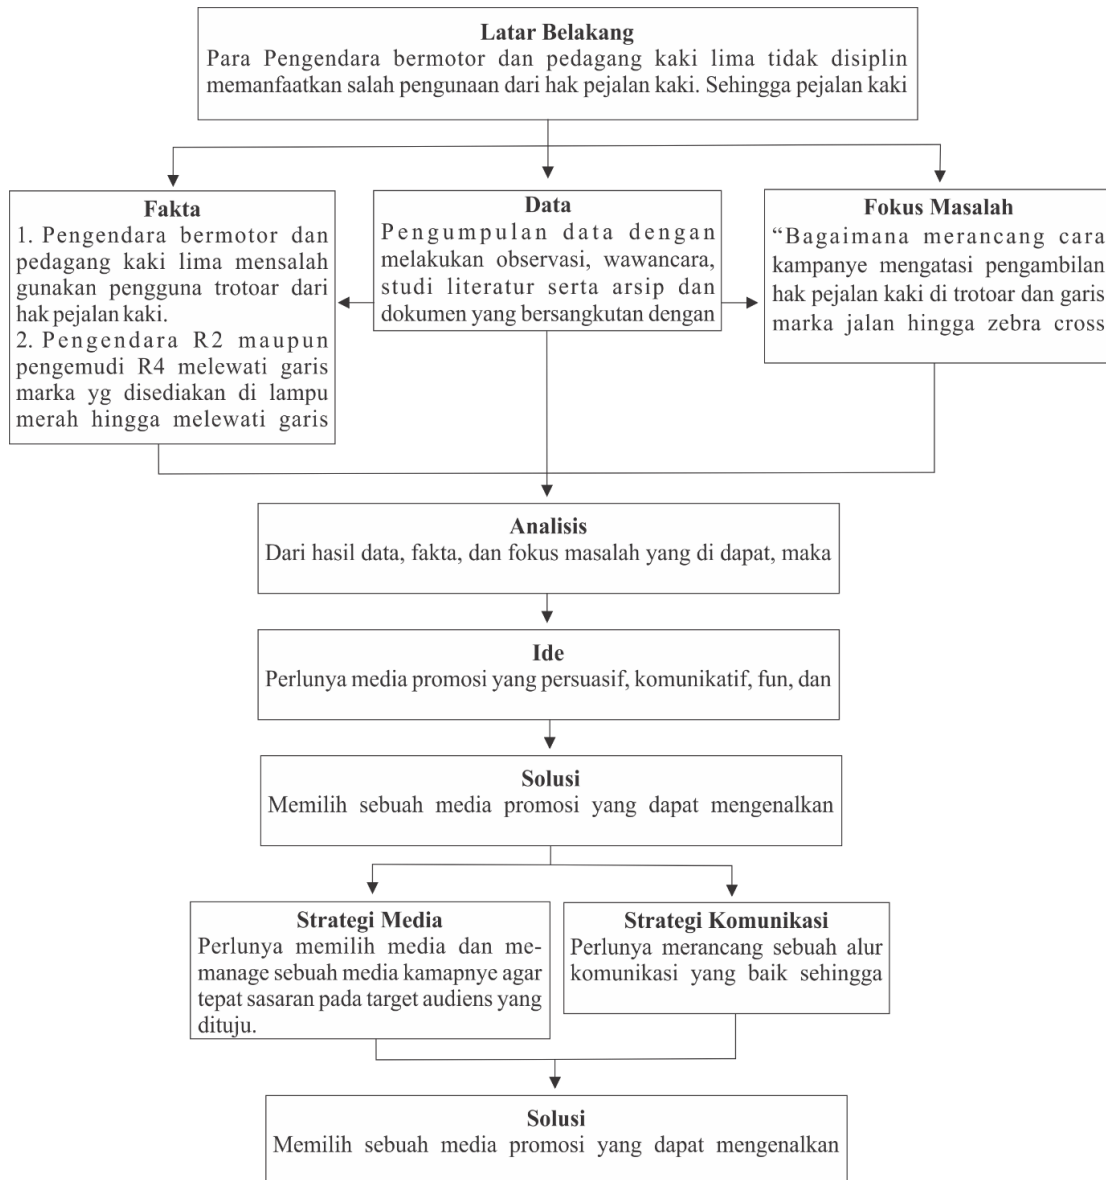 Latar Belakang
Para Pengendara bermotor dan pedagang kaki lima tidak disiplin
memanfaatkan salah pengunaan dari hak pejalan kaki. Sehingga pejalan kaki
Fakta
1. Pengendara bermotor dan
pedagang kaki lima mensalah
gunakan pengguna trotoar dari
hak pejalan kaki.
2. Pengendara R2 maupun
pengemudi R4 melewati garis
marka yg disediakan di lampu
merah hingga melewati garis
Data
Pengumpulan data dengan
melakukan observasi, wawancara,
studi literatur serta arsip dan
dokumen yang bersangkutan dengan
Fokus Masalah
“Bagaimana merancang cara
kampanye mengatasi pengambilan
hak pejalan kaki di trotoar dan garis
marka jalan hingga zebra cross
Analisis
Dari hasil data, fakta, dan fokus masalah yang di dapat, maka
Ide
Perlunya media promosi yang persuasif, komunikatif, fun, dan
Solusi
Memilih sebuah media promosi yang dapat mengenalkan
Strategi Media
Perlunya memilih media dan me-
manage sebuah media kamapnye agar
tepat sasaran pada target audiens yang
dituju.
Strategi Komunikasi
Perlunya merancang sebuah alur
komunikasi yang baik sehingga
Solusi
Memilih sebuah media promosi yang dapat mengenalkan